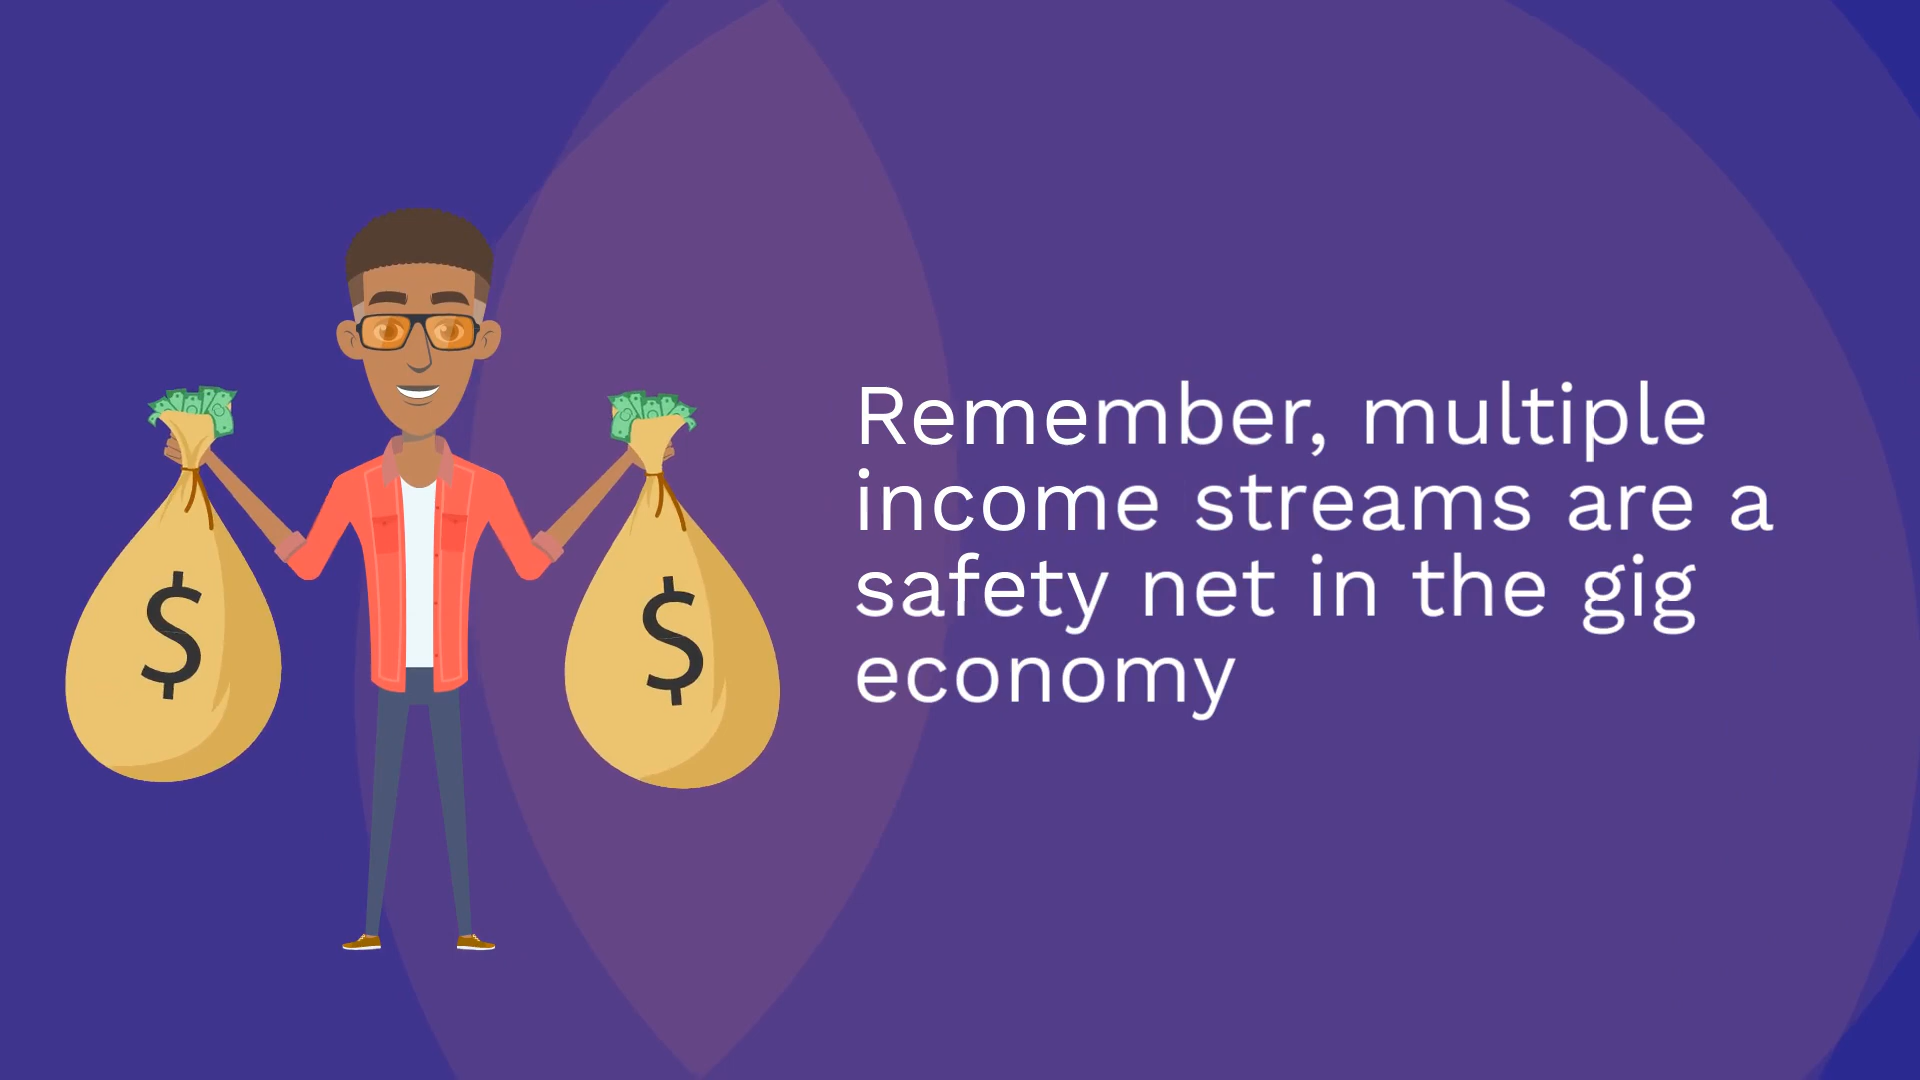 Remember, multiple
income streams are a
safety net in the gig
economy
$
$